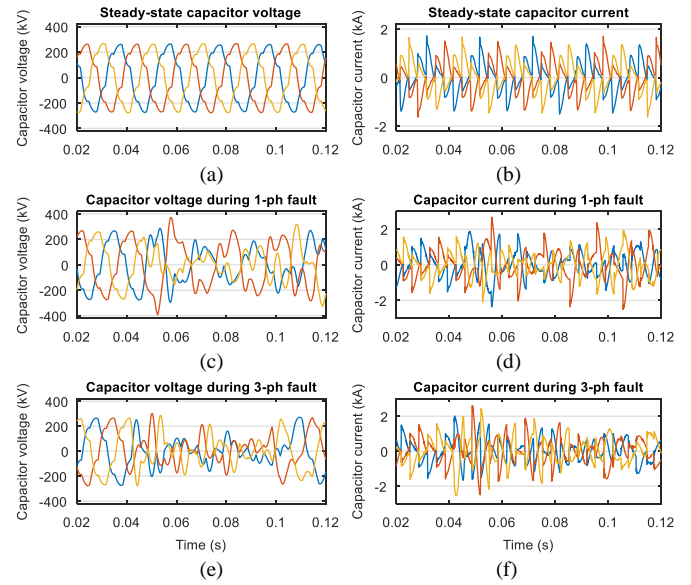 Steady-state capacitor voltage
Capacitor voltage (kV)
400
200
0
-200
-400
0.02 0.04 0.06 0.08 0.1 0.12
(a)
Steady-state capacitor current
Capacitor current (kA)
2
0
-2
0.02 0.04 0.06 0.08 0.1 0.12
(b)
Capacitor voltage during 1-ph fault
Capacitor voltage (kV)
400
200
0
-200
-400
0.02 0.04 0.06 0.08 0.1 0.12
(c)
Capacitor current during 1-ph fault
Capacitor current (kA)
2
0
-2
0.02 0.04 0.06 0.08 0.1 0.12
(d)
Capacitor voltage during 3-ph fault
Capacitor voltage (kV)
400
200
0
-200
-400
0.02 0.04 0.06 0.08 0.1 0.12
Time (s)
(e)
Capacitor current during 3-ph fault
Capacitor current (kA)
2
0
-2
0.02 0.04 0.06 0.08 0.1 0.12
Time (s)
(f)